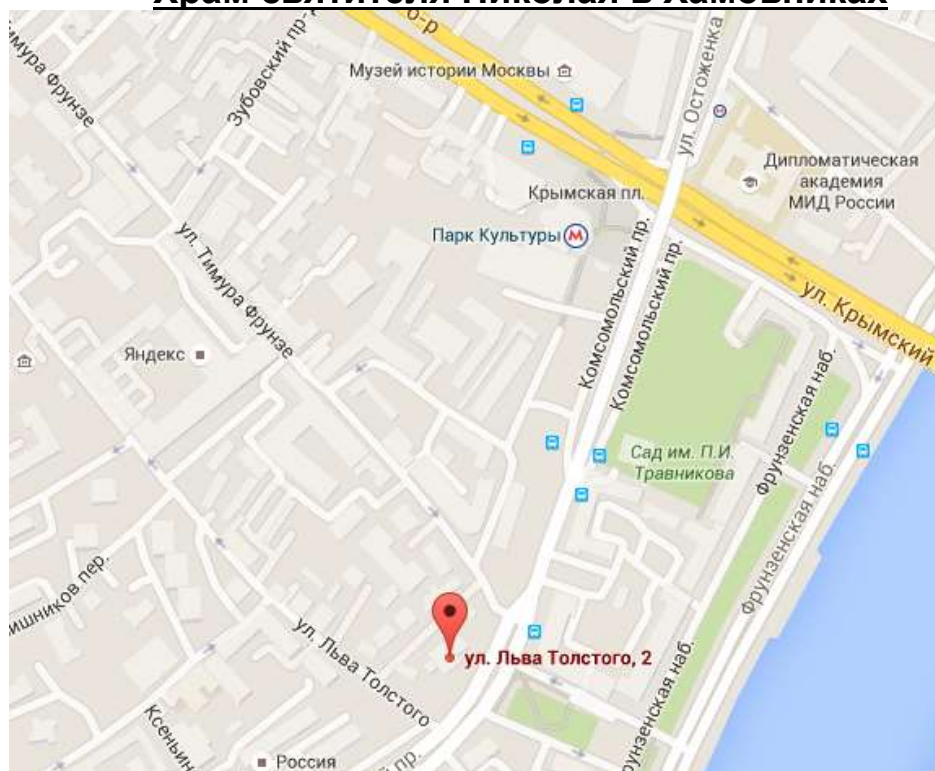 Храм святителя Николая в Хамовниках
Музей истории Москвы
Зубовский пр-
ул. Остоженка
Дипломатическая
академия
МИД России
Крымская пл.
Парк Культуры
ул. Тимура Фрунзе
Комсомольский пр.
Комсомольский пр.
ул. Крымский
Яндекс
Сад им. П.И.
Травникова
Фрунзенская наб.
Фрунзенская наб.
ул. Льва Толстого, 2
ул. Льва Толстого
Россия